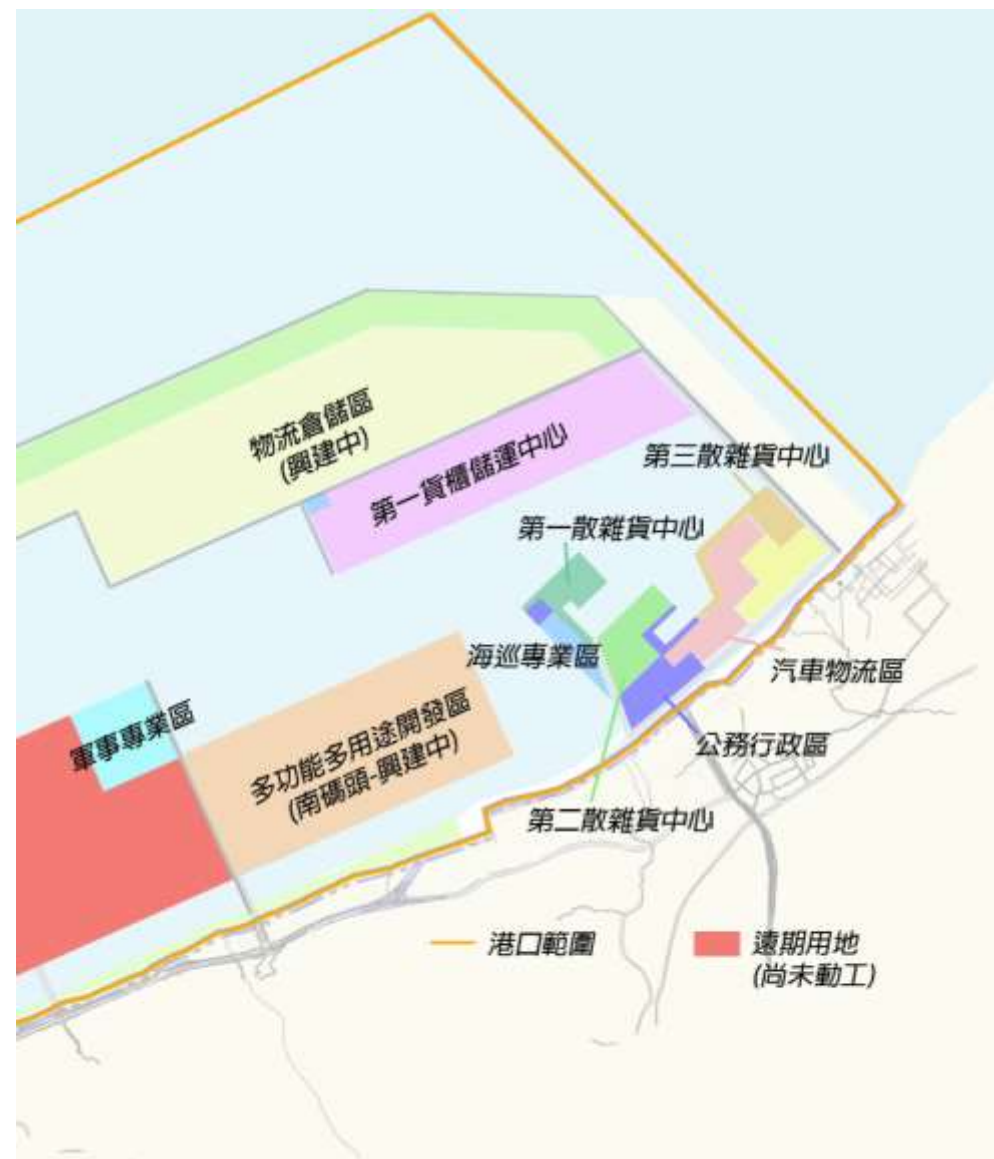 物流倉儲區
(興建中)
第一貨櫃儲運中心
第三散雜貨中心
第一散雜貨中心
海巡專業區
汽車物流區
軍事專業區
多功能多用途開發區
(南碼頭-興建中)
公務行政區
第二散雜貨中心
港口範圍
遠期用地
(尚未動工)